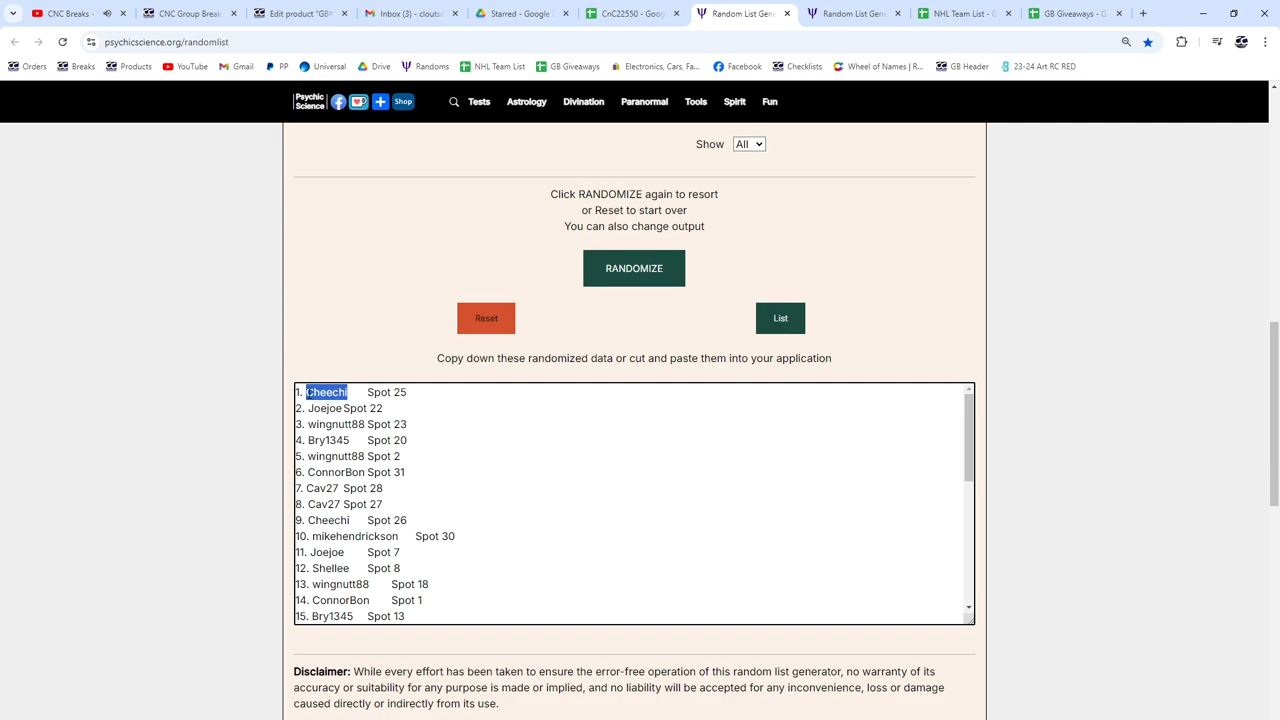 CNC Breaks
CNC Group Break
Edit product "GB=
Inbox (3) - clouts
Starred - Google
CnC22550 - Goog
Random List Gen
Random List Gen
NHL Team List - G
GB Giveaways - G
psychicscience.org/randomlist
Orders
Breaks
Products
YouTube
Gmail
PP
Universal
Drive
Randoms
NHL Team List
GB Giveaways
Electronics, Cars, Fa...
Facebook
Checklists
Wheel of Names | R...
GB Header
23-24 Art RC RED
Psychic
Science
Shop
Tests
Astrology
Divination
Paranormal
Tools
Spirit
Fun
Show All
Click RANDOMIZE again to resort
or Reset to start over
You can also change output
RANDOMIZE
Reset
List
Copy down these randomized data or cut and paste them into your application
1. Cheechi Spot 25
2. Joejoe Spot 22
3. wingnutt88 Spot 23
4. Bry1345 Spot 20
5. wingnutt88 Spot 2
6. ConnorBon Spot 31
7. Cav27 Spot 28
8. Cav27 Spot 27
9. Cheechi Spot 26
10. mikehendrickson Spot 30
11. Joejoe Spot 7
12. Shellee Spot 8
13. wingnutt88 Spot 18
14. ConnorBon Spot 1
15. Bry1345 Spot 13
Disclaimer: While every effort has been taken to ensure the error-free operation of this random list generator, no warranty of its
accuracy or suitability for any purpose is made or implied, and no liability will be accepted for any inconvenience, loss or damage
caused directly or indirectly from its use.